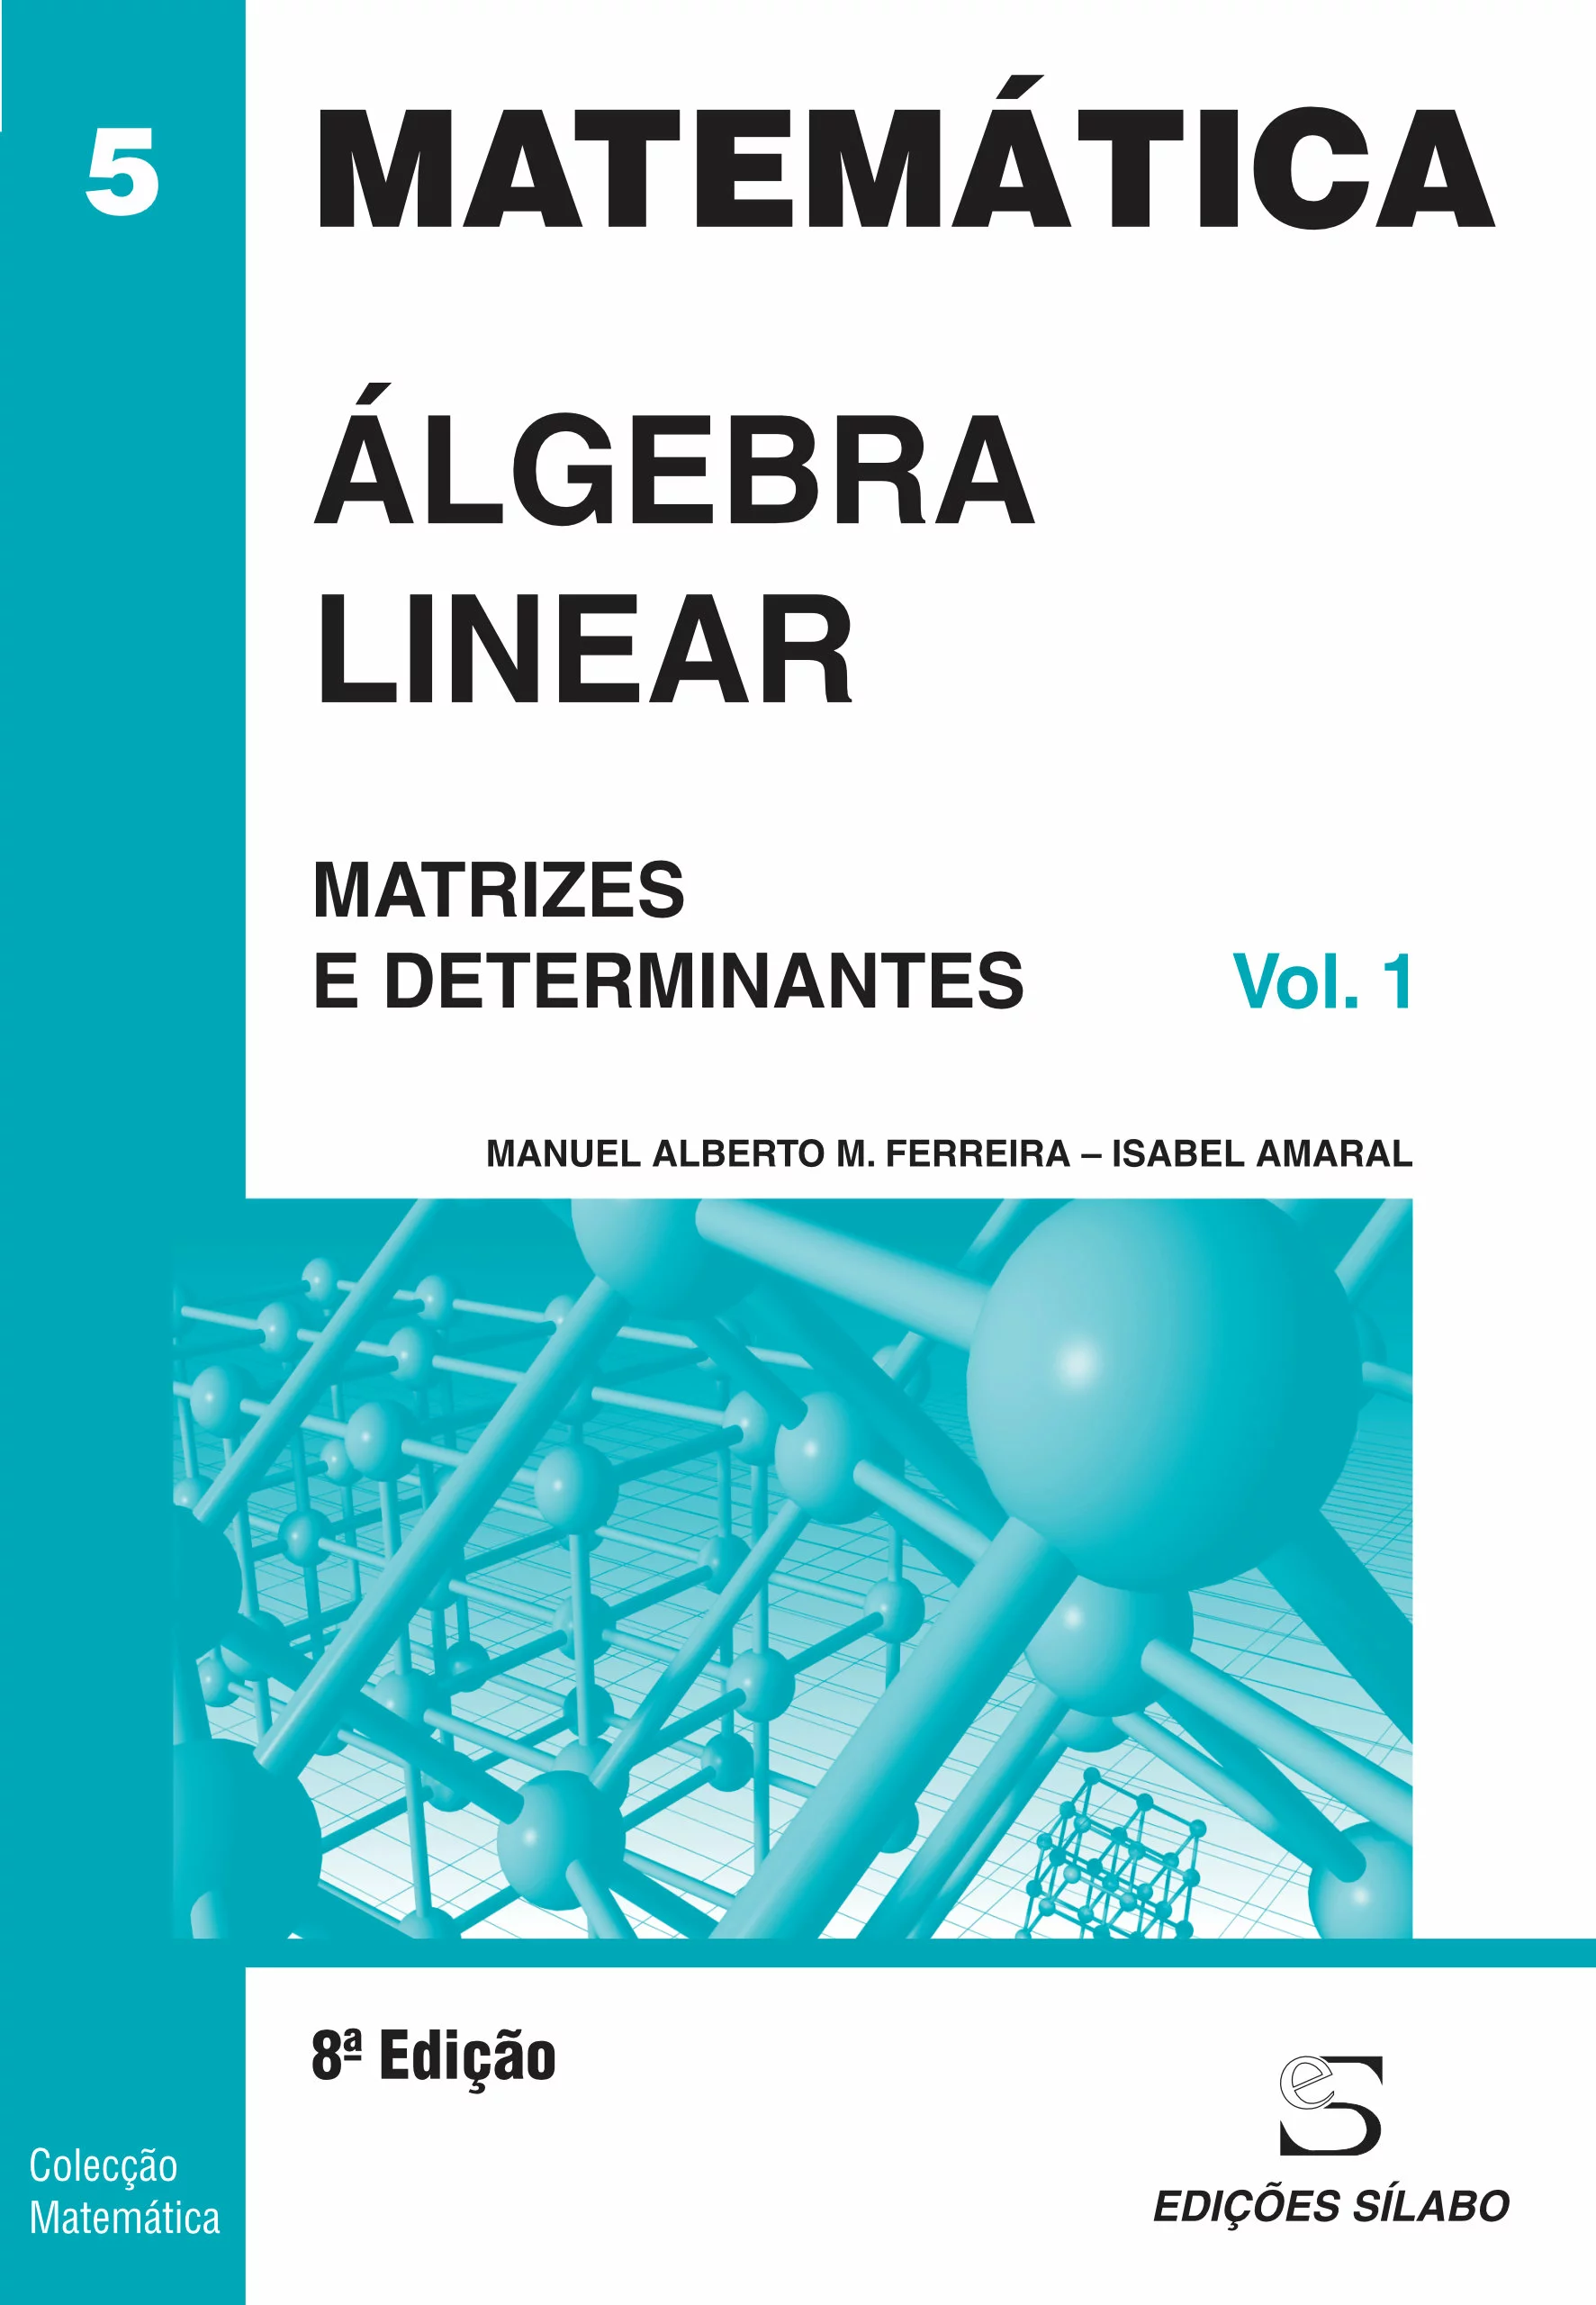 5
MATEMÁTICA
ÁLGEBRA
LINEAR
MATRIZES
E DETERMINANTES
Vol. 1
MANUEL ALBERTO M. FERREIRA – ISABEL AMARAL
8ª Edição
Colecção
Matemática
eS
EDIÇÕES SÍLABO